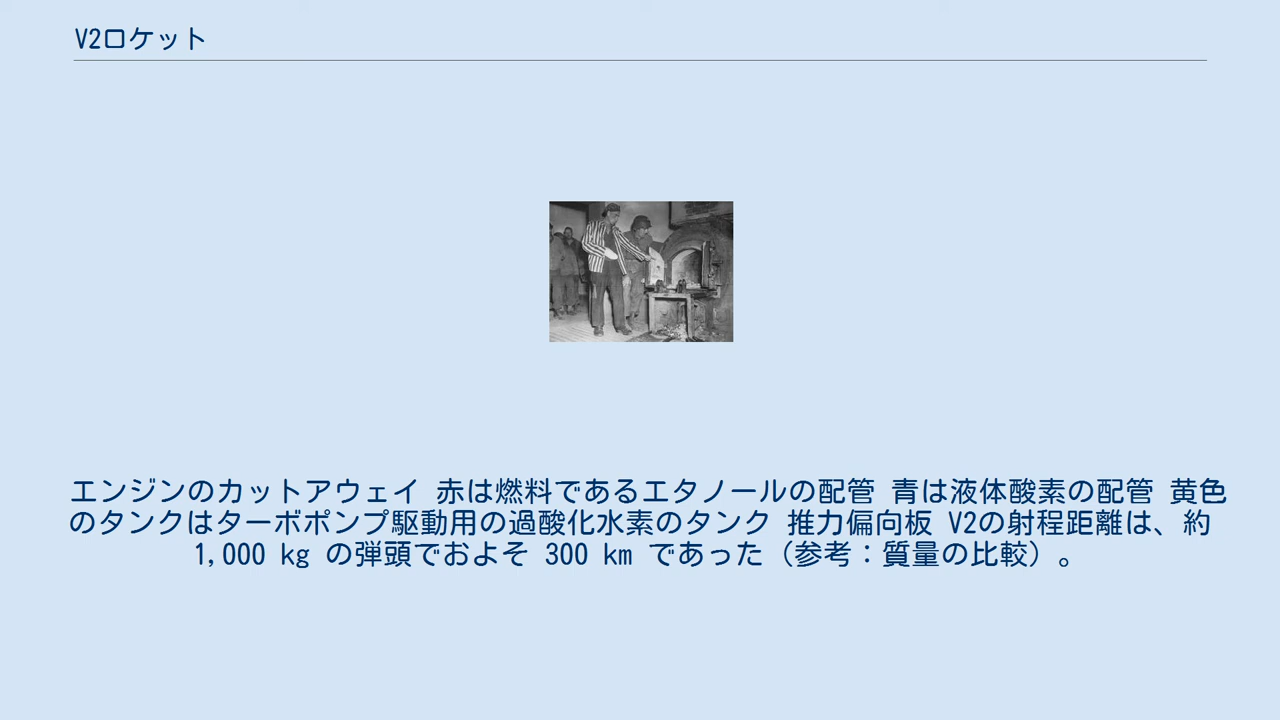 V2ロケット
エンジンのカットアウェイ 赤は燃料であるエタノールの配管 青は液体酸素の配管 黄色
のタンクはターボポンプ駆動用の過酸化水素のタンク 推力偏向板 V2の射程距離は、約
1,000 kg の弾頭でおよそ 300 km であった（参考：質量の比較）。